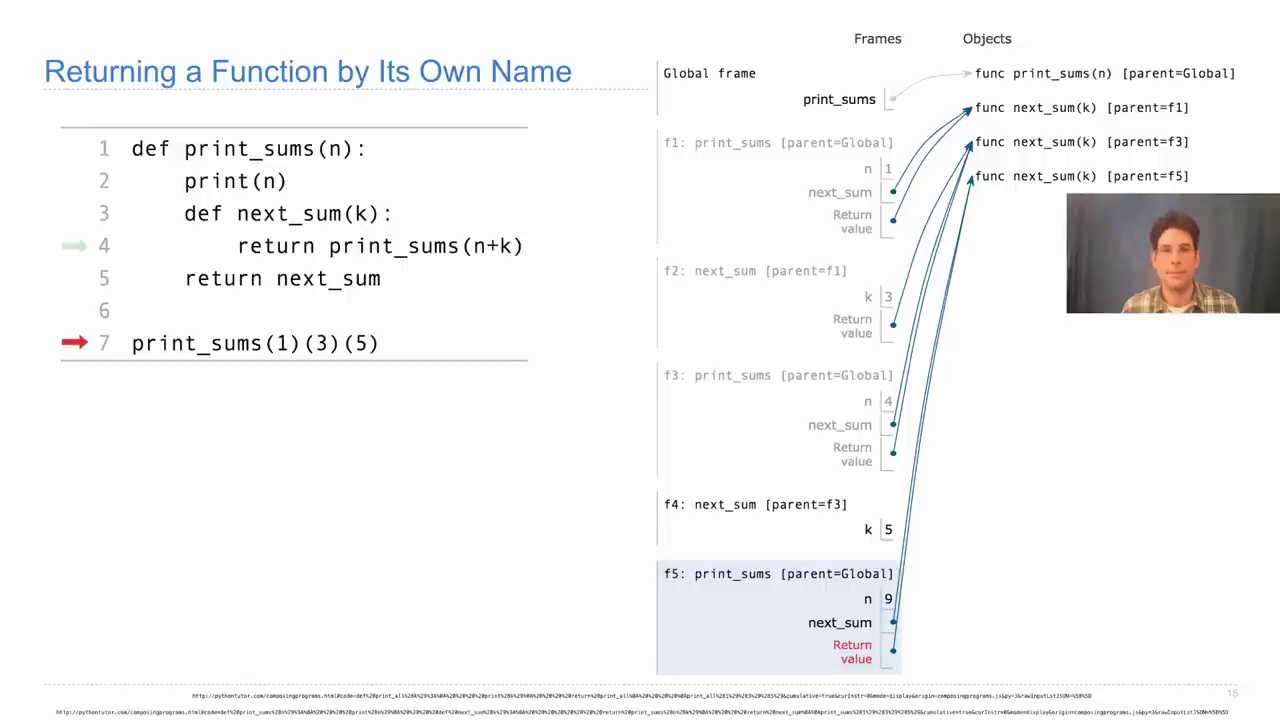 Returning a Function by Its Own Name
1 def print_sums(n):
2 print(n)
3 def next_sum(k):
4 return print_sums(n+k)
5 return next_sum
6
7 print_sums(1)(3)(5)
Frames Objects
Global frame
print_sums
func print_sums(n) [parent=Global]
func next_sum(k) [parent=f1]
func next_sum(k) [parent=f3]
func next_sum(k) [parent=f5]
f1: print_sums [parent=Global]
n 1
next_sum
Return
value
f2: next_sum [parent=f1]
k 3
Return
value
f3: print_sums [parent=Global]
n 4
next_sum
Return
value
f4: next_sum [parent=f3]
k 5
f5: print_sums [parent=Global]
n 9
next_sum
Return
value
15